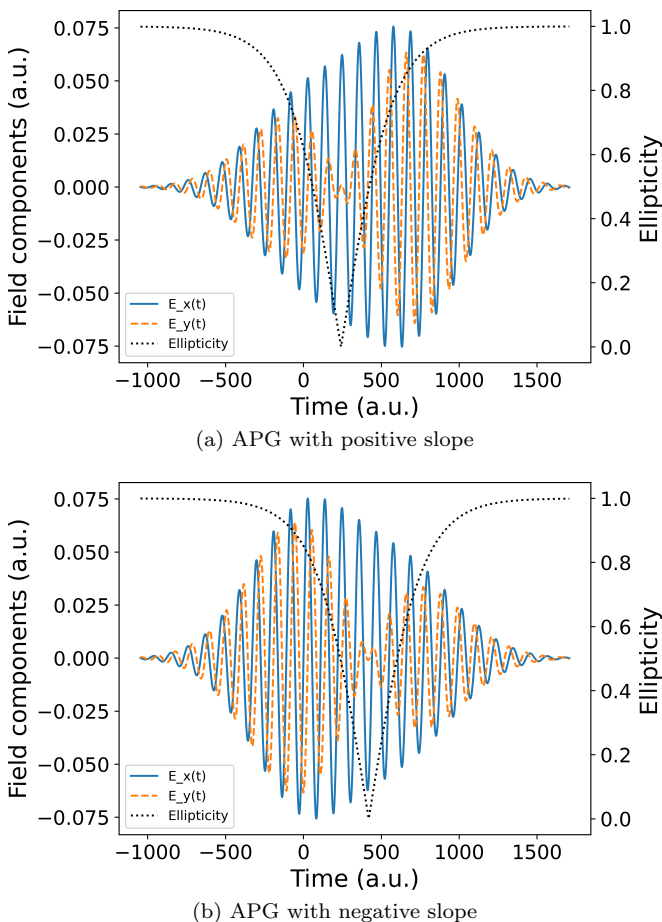 0.075
0.050
0.025
0.000
−0.025
−0.050
−0.075
Field components (a.u.)
1.0
0.8
0.6
0.4
0.2
0.0
Ellipticity
E_x(t)
E_y(t)
Ellipticity
−1000 −500 0 500 1000 1500
Time (a.u.)
(a) APG with positive slope
0.075
0.050
0.025
0.000
−0.025
−0.050
−0.075
Field components (a.u.)
1.0
0.8
0.6
0.4
0.2
0.0
Ellipticity
E_x(t)
E_y(t)
Ellipticity
−1000 −500 0 500 1000 1500
Time (a.u.)
(b) APG with negative slope